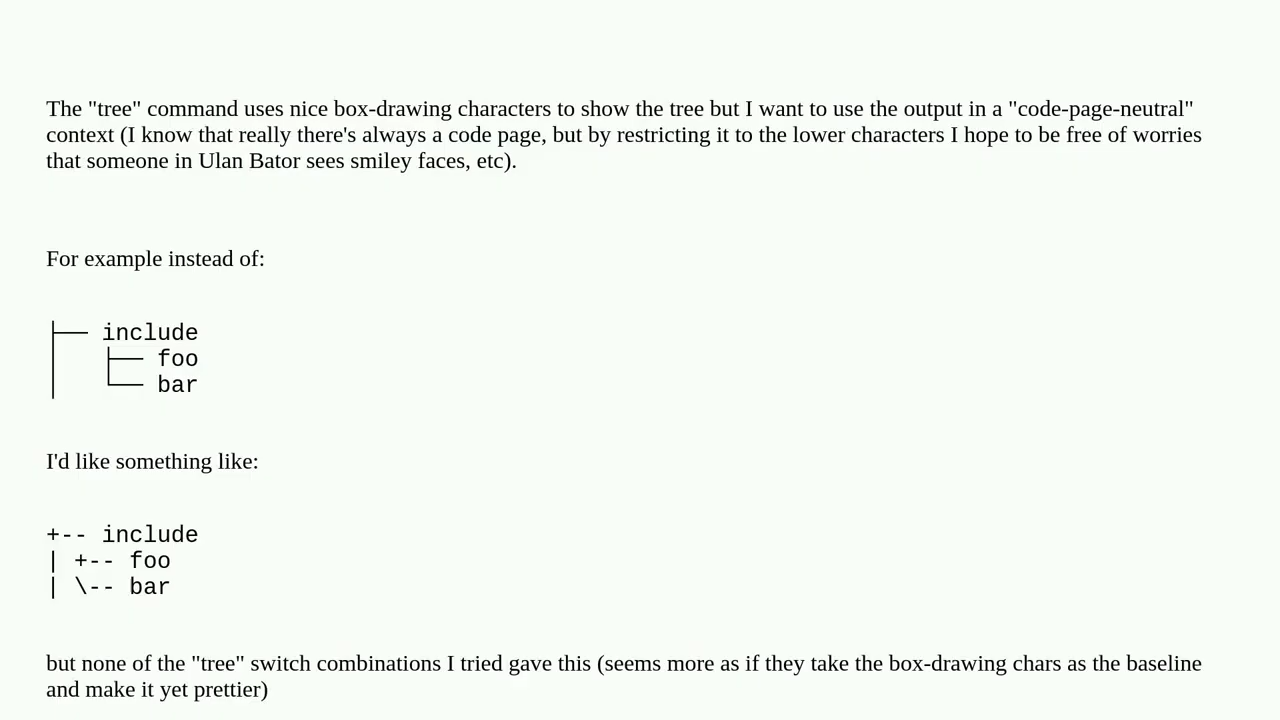 The "tree" command uses nice box-drawing characters to show the tree but I want to use the output in a "code-page-neutral"
context (I know that really there's always a code page, but by restricting it to the lower characters I hope to be free of worries
that someone in Ulan Bator sees smiley faces, etc).
For example instead of:
├── include
│   ├── foo
│   └── bar
I'd like something like:
+-- include
| +-- foo
| \-- bar
but none of the "tree" switch combinations I tried gave this (seems more as if they take the box-drawing chars as the baseline
and make it yet prettier)